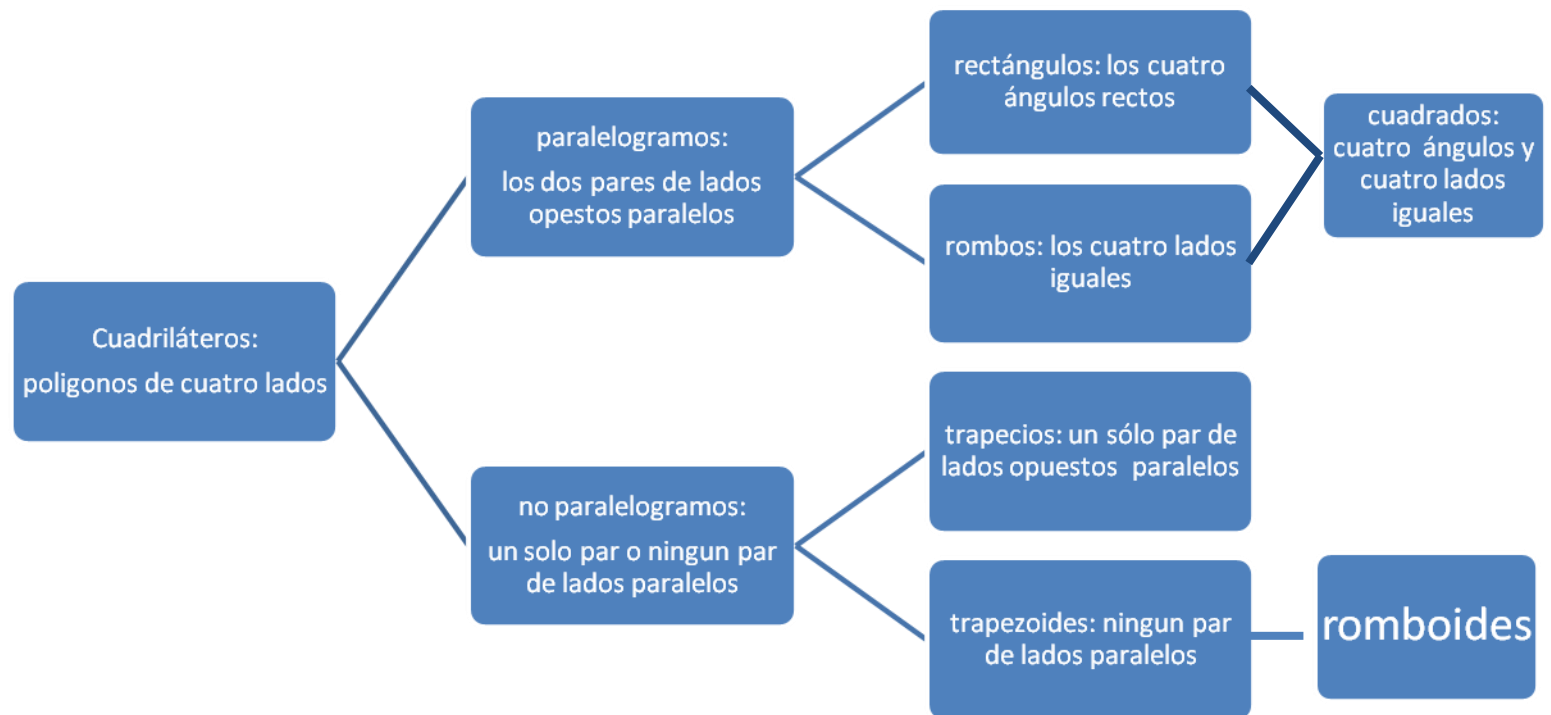 Cuadriláteros:
poligonos de cuatro lados
paralelogramos:
los dos pares de lados
opestos paralelos
no paralelogramos:
un solo par o ningun par
de lados paralelos
rectángulos: los cuatro
ángulos rectos
rombos: los cuatro lados
iguales
trapecios: un sólo par de
lados opuestos paralelos
trapezoides: ningun par
de lados paralelos
cuadrados:
cuatro ángulos y
cuatro lados
iguales
romboides